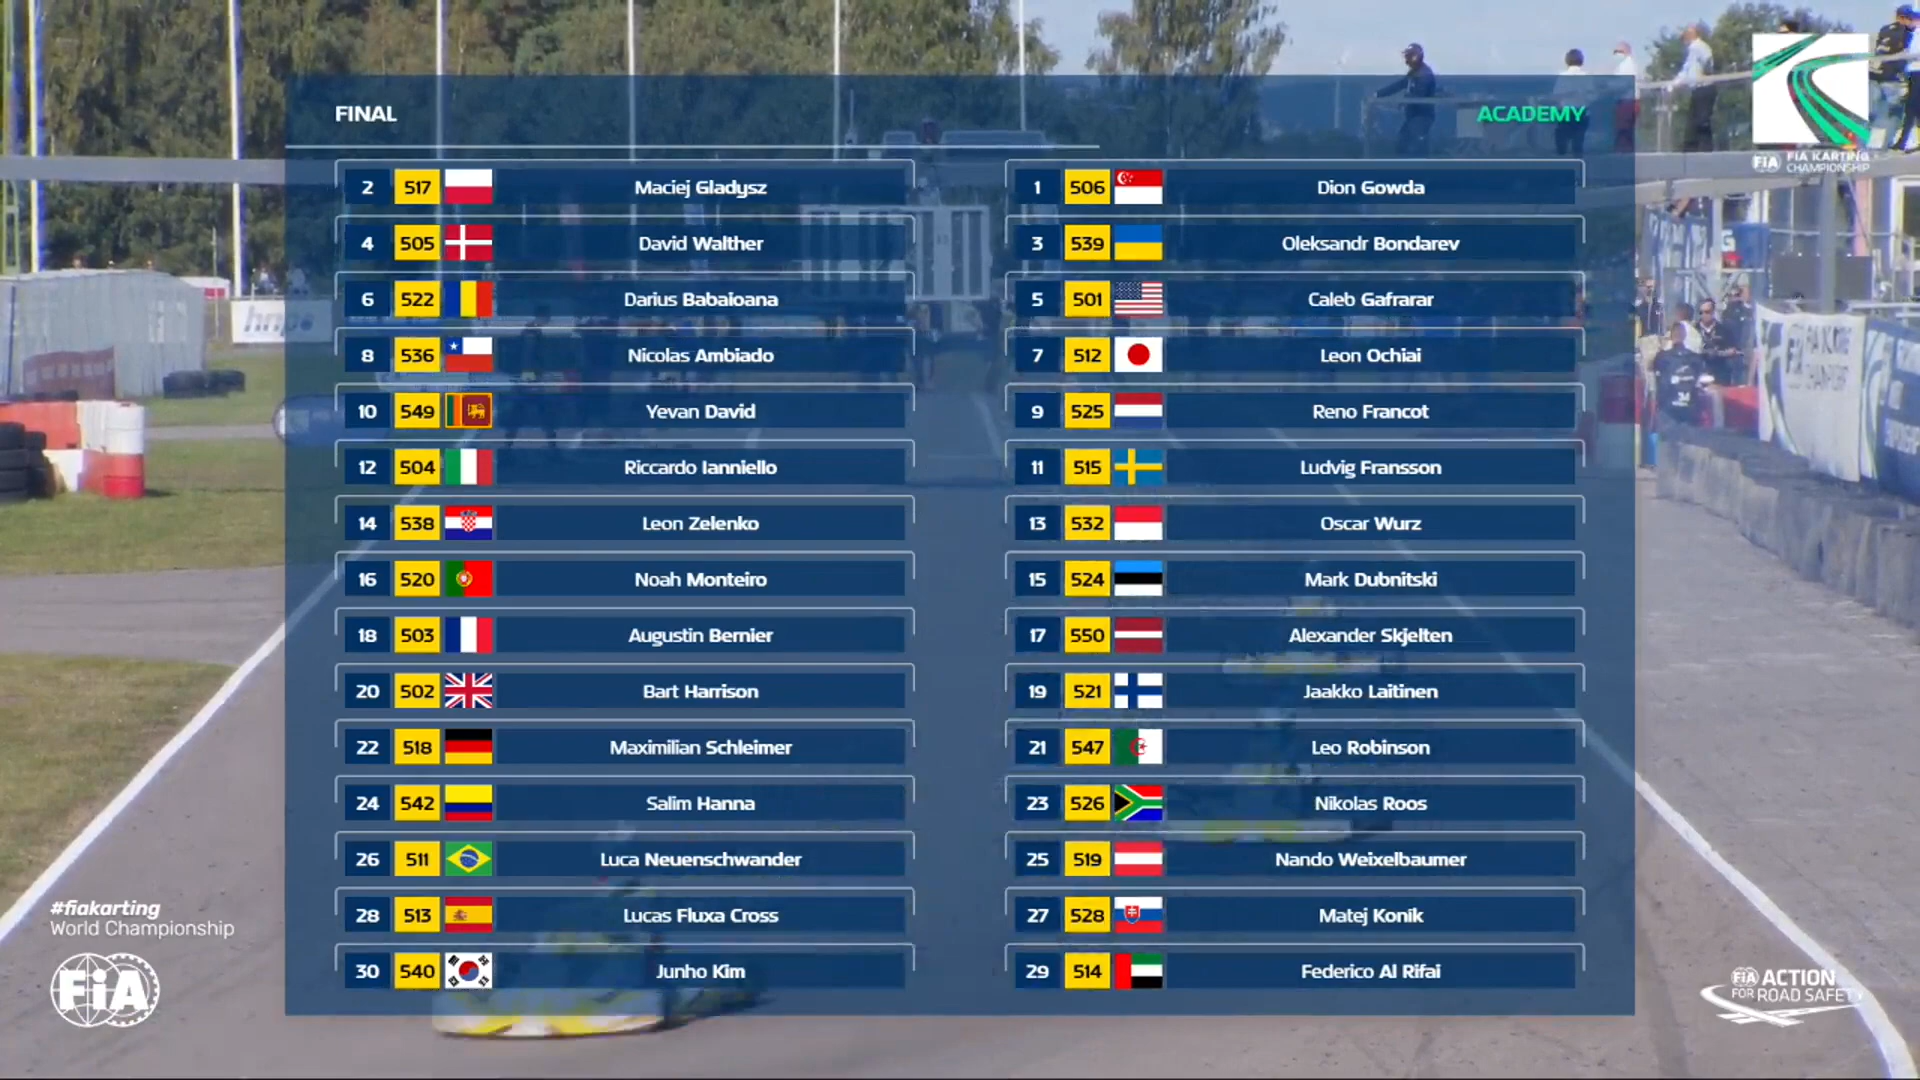 FINAL ACADEMY
2 517 Maciej Gladysz 1 506 Dion Gowda
4 505 David Walther 3 539 Oleksandr Bondarev
6 522 Darius Babaioana 5 501 Caleb Gafrarar
8 536 Nicolas Ambiado 7 512 Leon Ochiai
10 549 Yevan David 9 525 Reno Francot
12 504 Riccardo Ianniello 11 515 Ludvig Fransson
14 538 Leon Zelenko 13 532 Oscar Wurz
16 520 Noah Monteiro 15 524 Mark Dubnitski
18 503 Augustin Bernier 17 550 Alexander Skjelten
20 502 Bart Harrison 19 521 Jaakko Laitinen
22 518 Maximilian Schleimer 21 547 Leo Robinson
24 542 Salim Hanna 23 526 Nikolas Roos
26 511 Luca Neuenschwander 25 519 Nando Weixelbaumer
28 513 Lucas Fluxa Cross 27 528 Matej Konik
30 540 Junho Kim 29 514 Federico Al Rifai
FIA FIA KARTING
CHAMPIONSHIP
#fiakarting
World Championship
FIA
FIA ACTION
FOR ROAD SAFETY